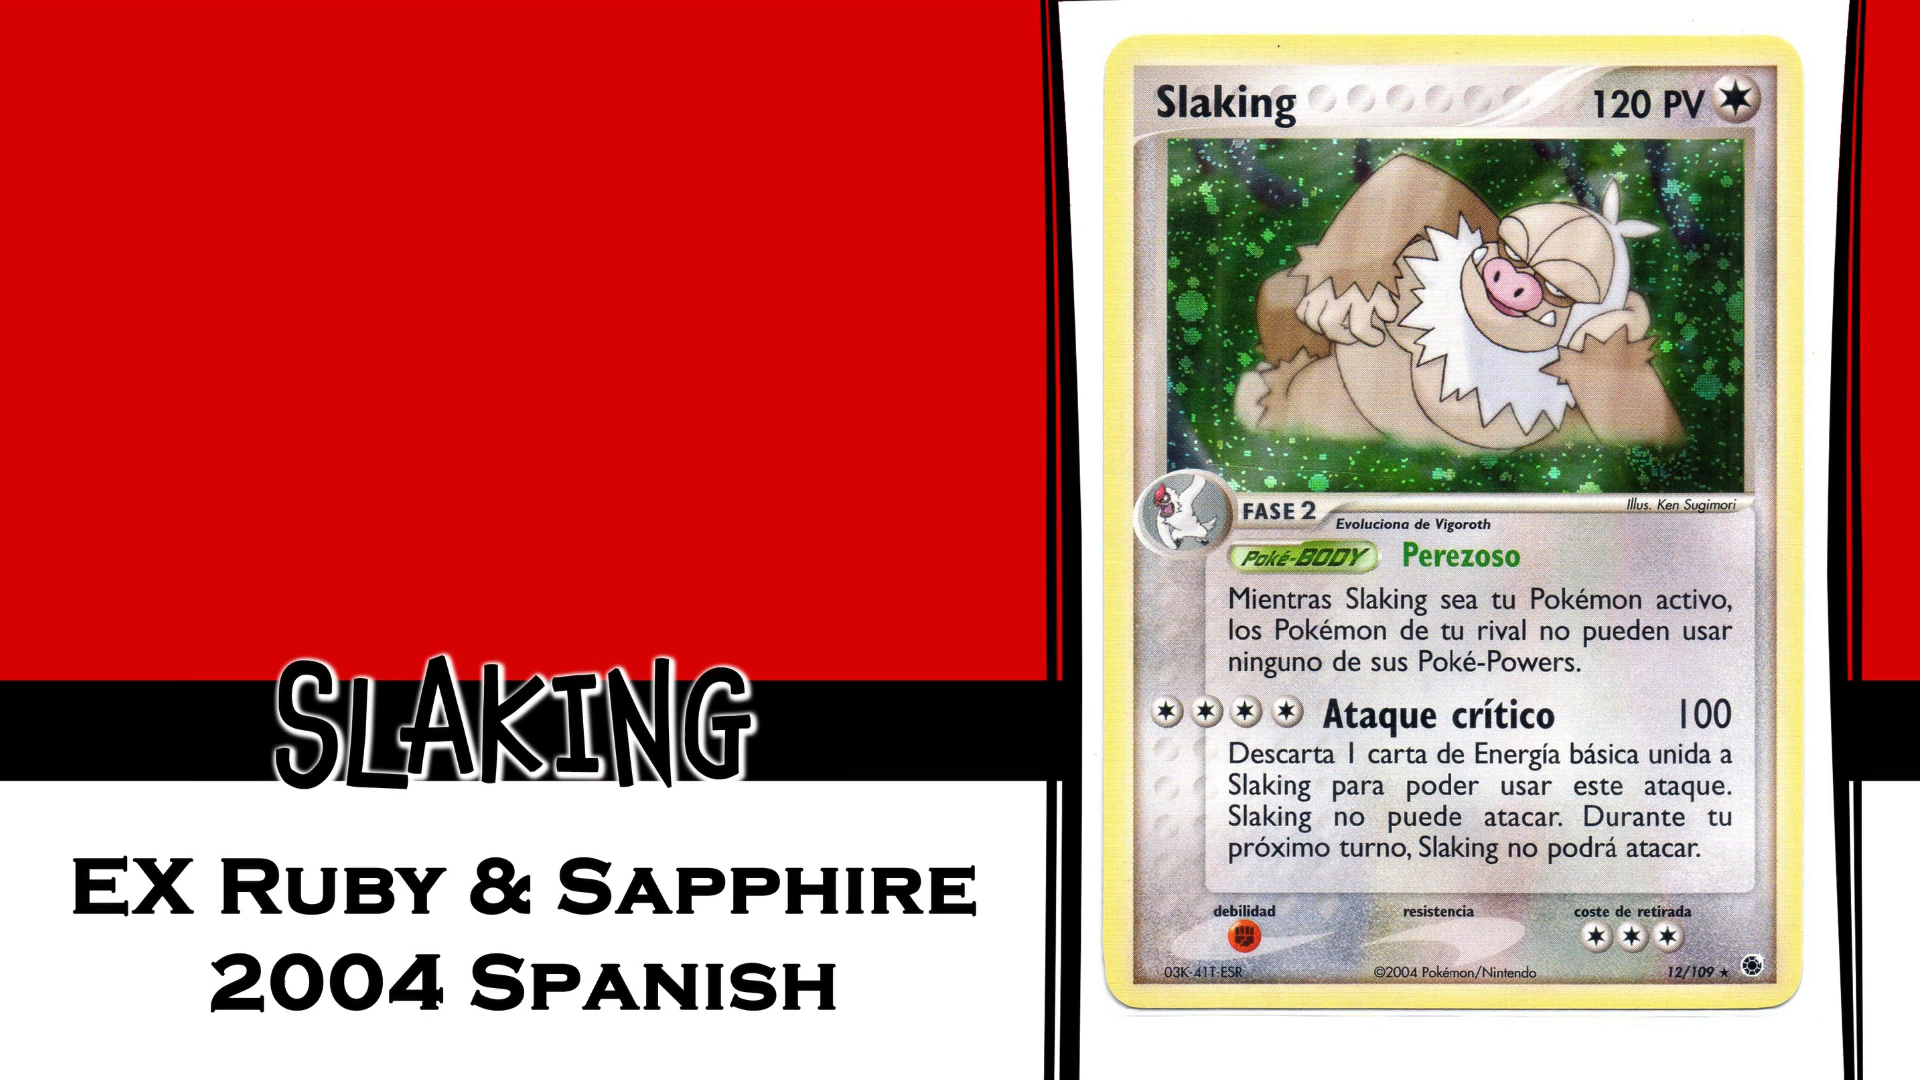 SLAKING
EX RUBY & SAPPHIRE
2004 SPANISH
Slaking 120 PV
Illus. Ken Sugimori
FASE 2
Evoluciona de Vigoroth
Poké-BODY Perezoso
Mientras Slaking sea tu Pokémon activo,
los Pokémon de tu rival no pueden usar
ninguno de sus Poké-Powers.
Ataque crítico 100
Descarta 1 carta de Energía básica unida a
Slaking para poder usar este ataque.
Slaking no puede atacar. Durante tu
próximo turno, Slaking no podrá atacar.
debilidad resistencia coste de retirada
03K-41T-ESR ©2004 Pokémon/Nintendo 12/109